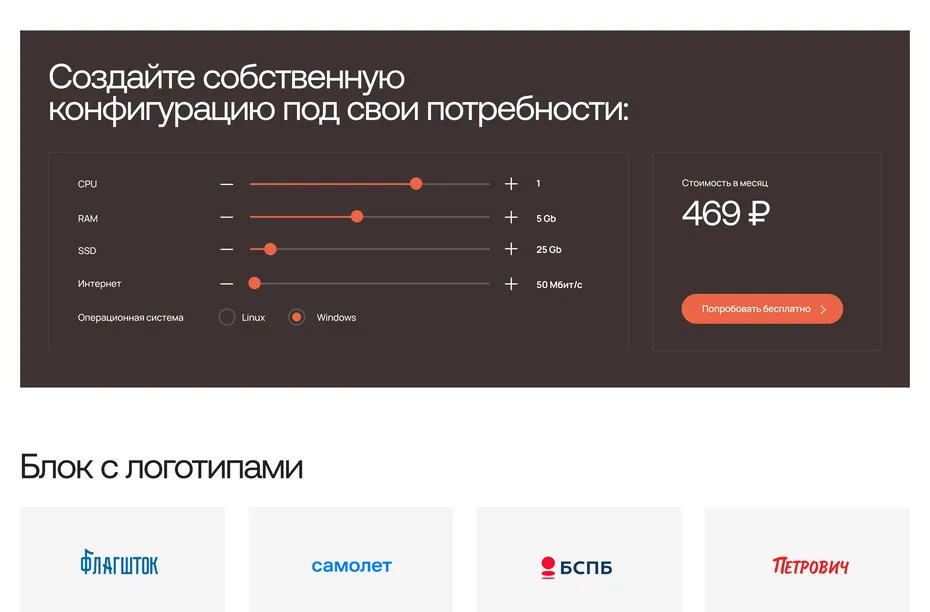 Создайте собственную
конфигурацию под свои потребности:
CPU
1
RAM
5 Gb
SSD
25 Gb
Интернет
50 Мбит/с
Операционная система
Linux
Windows
Стоимость в месяц
469 ₽
Попробовать бесплатно
Блок с логотипами
ФЛАГШТОК
самолет
БСПБ
ПЕТРОВИЧ